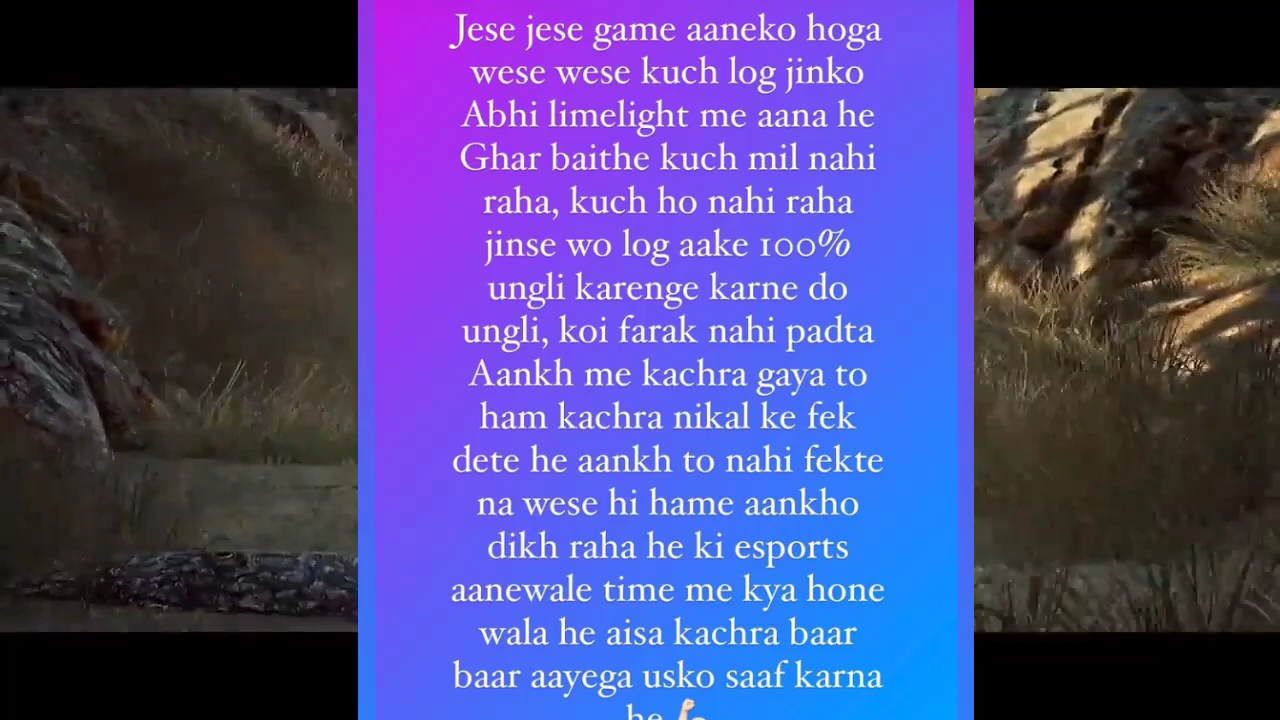 Jese jese game aaneko hoga
wese wese kuch log jinko
Abhi limelight me aana he
Ghar baithe kuch mil nahi
raha, kuch ho nahi raha
jinse wo log aake 100%
ungli karenge karne do
ungli, koi farak nahi padta
Aankh me kachra gaya to
ham kachra nikal ke fek
dete he aankh to nahi fekte
na wese hi hame aankho
dikh raha he ki esports
aanewale time me kya hone
wala he aisa kachra baar
baar aayega usko saaf karna
he 💪🏻